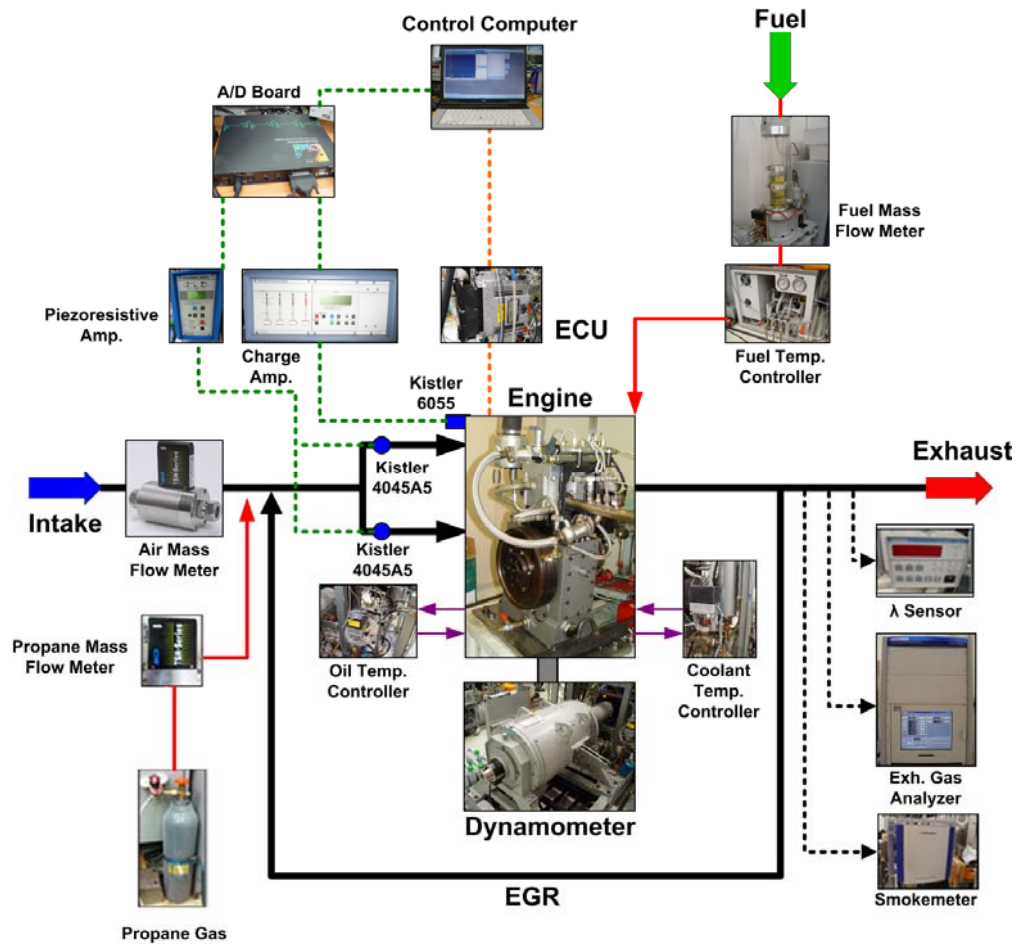 Control Computer
Fuel
A/D Board
Fuel Mass
Flow Meter
Piezoresistive
Amp.
Charge
Amp.
ECU
Fuel Temp.
Controller
Kistler
6055
Engine
Exhaust
Kistler
4045A5
Intake
Air Mass
Flow Meter
Kistler
4045A5
λ Sensor
Propane Mass
Flow Meter
Oil Temp.
Controller
Coolant
Temp.
Controller
Exh. Gas
Analyzer
Dynamometer
EGR
Smokemeter
Propane Gas